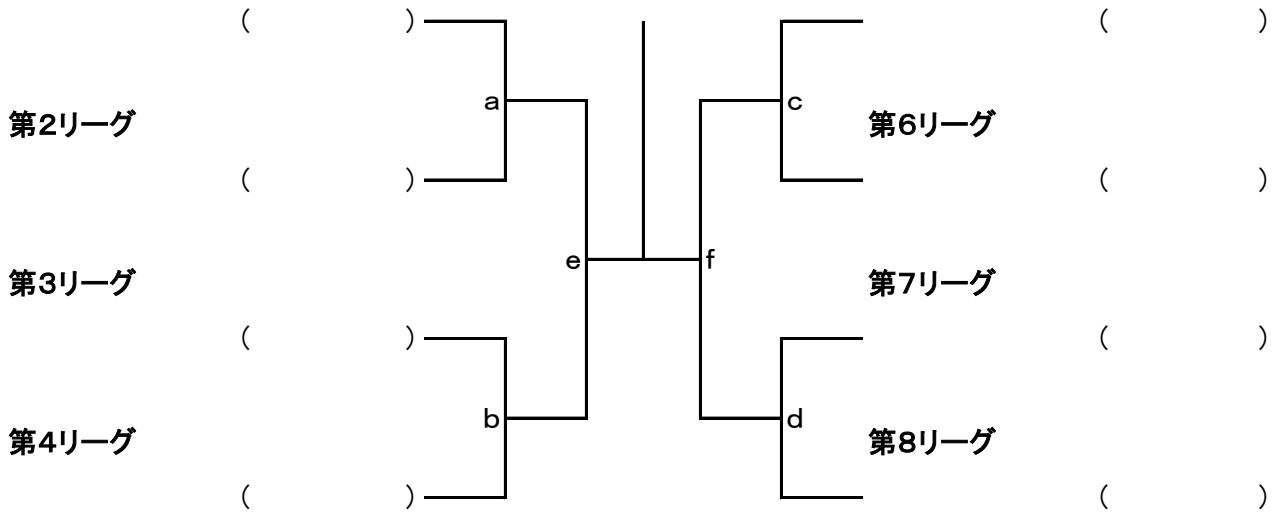 （　　　　　） （　　　　　）
a c
第２リーグ 第６リーグ
（　　　　　） （　　　　　）
e f
第３リーグ 第７リーグ
（　　　　　） （　　　　　）
b d
第４リーグ 第８リーグ
（　　　　　） （　　　　　）